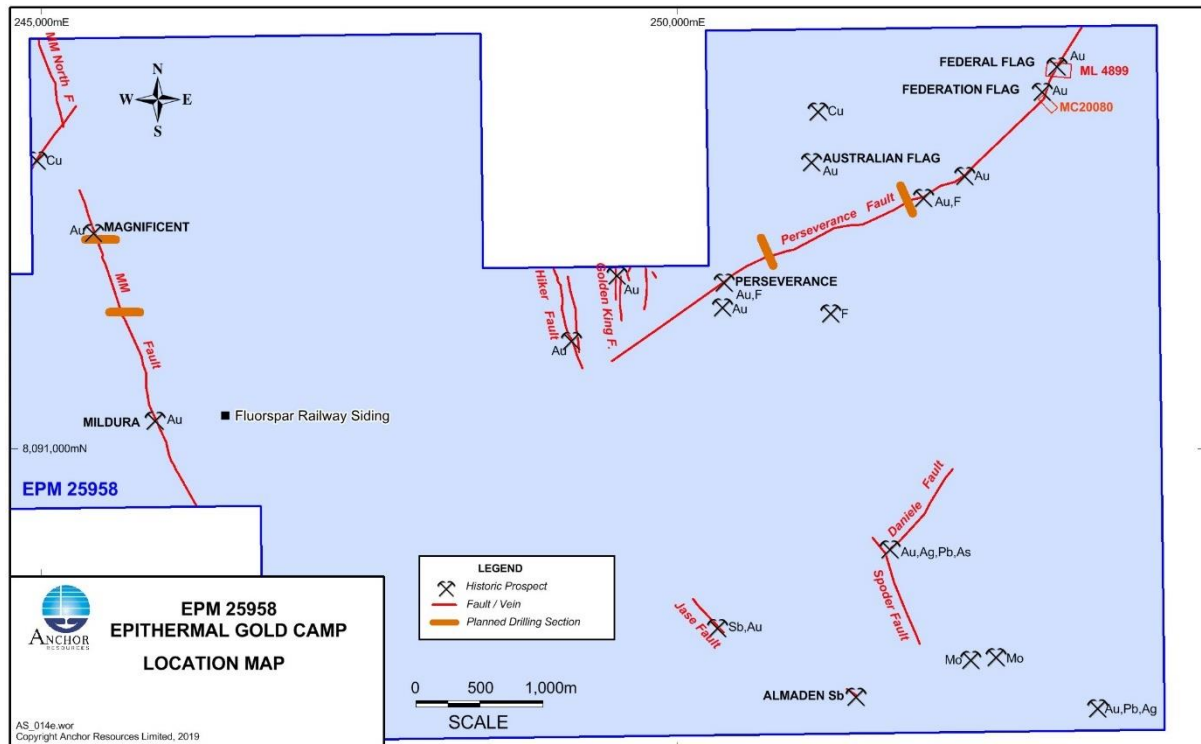 245,000mE
250,000mE
MM North F
N
W E
S
Cu
Au
MAGNIFICENT
MM Fault
MILDURA
Au
Fluorspar Railway Siding
8,091,000mN
EPM 25958
Hiker Fault
Au
Golden King F.
Au
FEDERAL FLAG
Au
ML 4899
FEDERATION FLAG
Au
MC20080
Cu
AUSTRALIAN FLAG
Au
Au
Au,F
Perseverance Fault
PERSEVERANCE
Au,F
Au
F
Daniele Fault
Au,Ag,Pb,As
Spoder Fault
Jase Fault
Sb,Au
Mo
Mo
ALMADEN Sb
Au,Pb,Ag
LEGEND
Historic Prospect
Fault / Vein
Planned Drilling Section
0 500 1,000m
SCALE
ANCHOR
RESOURCES
EPM 25958
EPITHERMAL GOLD CAMP
LOCATION MAP
AS_014e.wor
Copyright Anchor Resources Limited, 2019